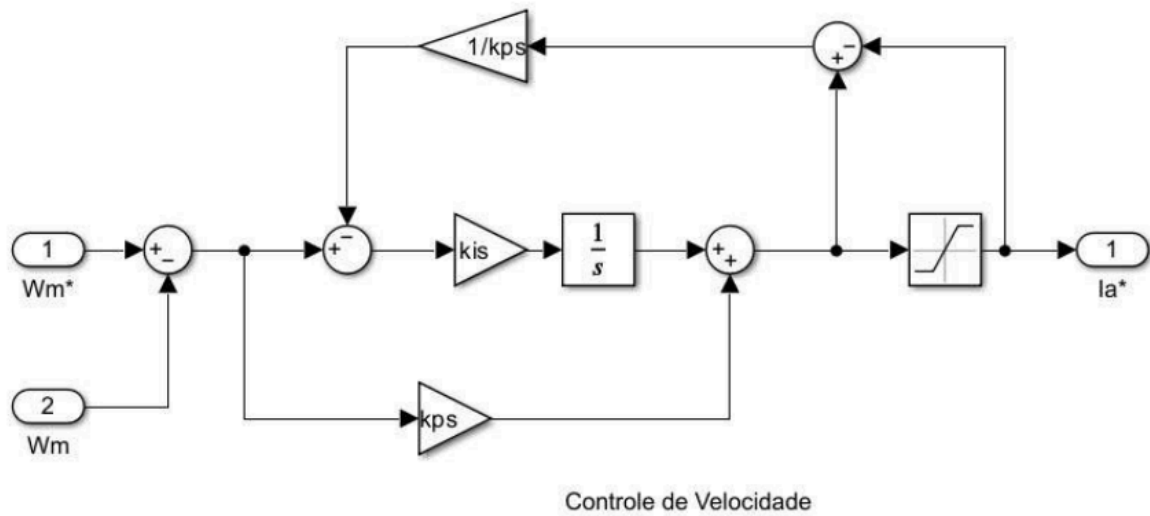 1/kps
1
Wm*
kis
1
s
1
Ia*
2
Wm
kps
Controle de Velocidade